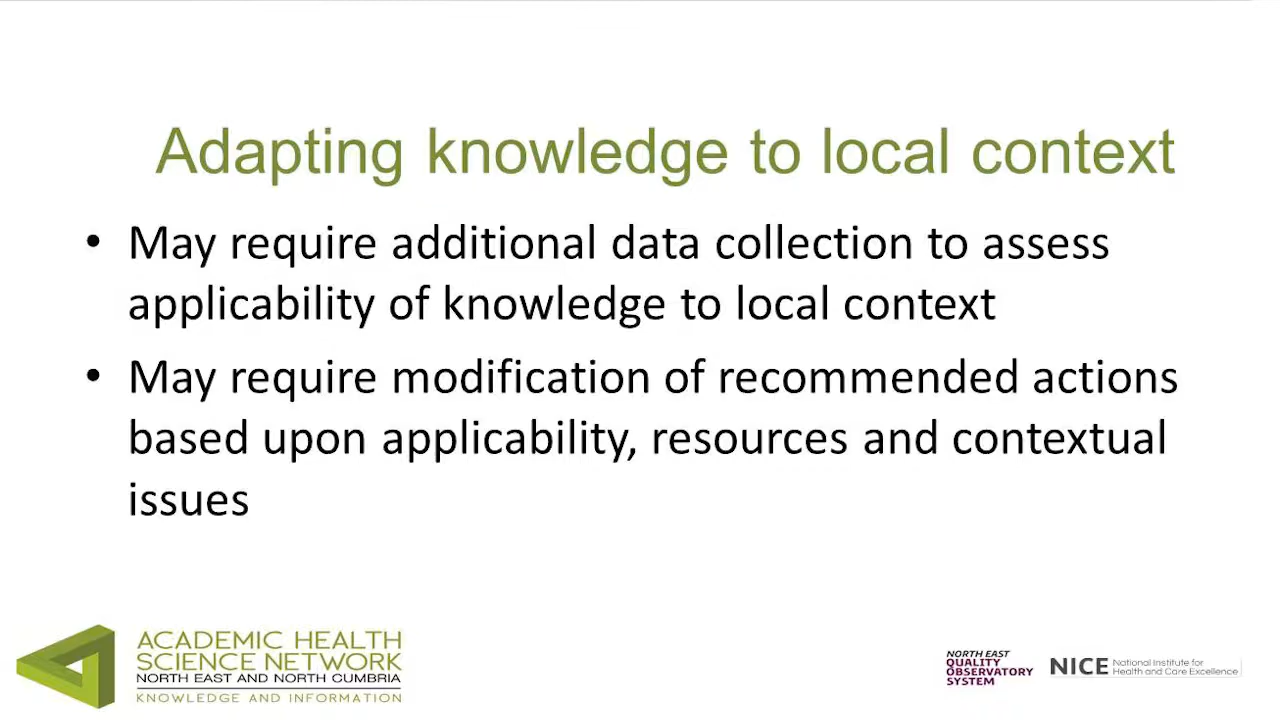 Adapting knowledge to local context
• May require additional data collection to assess
applicability of knowledge to local context
• May require modification of recommended actions
based upon applicability, resources and contextual
issues
ACADEMIC HEALTH
SCIENCE NETWORK
NORTH EAST AND NORTH CUMBRIA
KNOWLEDGE AND INFORMATION
NORTH EAST
QUALITY
OBSERVATORY
SYSTEM
NICE National Institute for
Health and Care Excellence